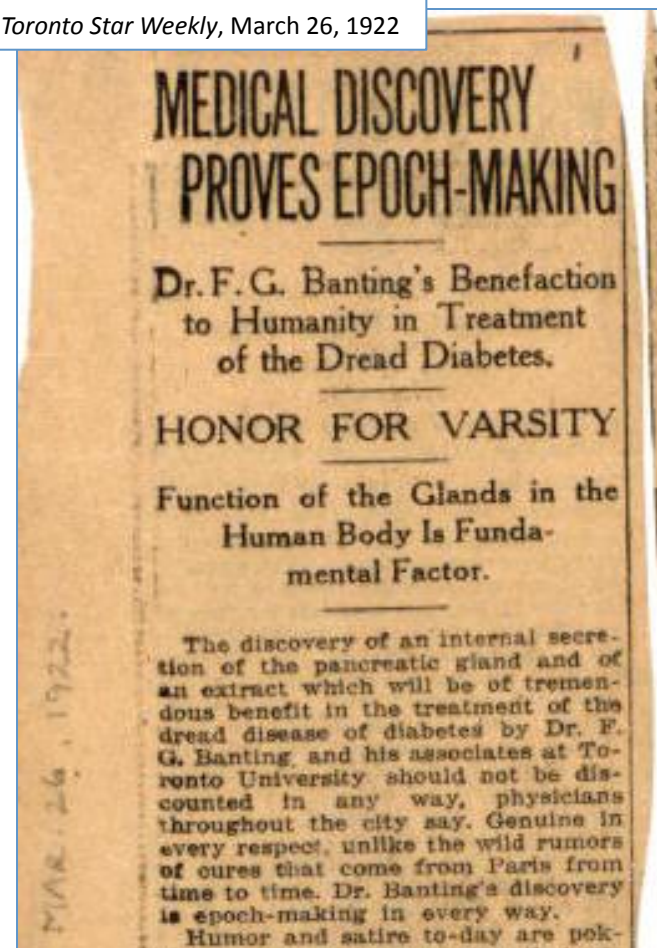 Toronto Star Weekly, March 26, 1922
MEDICAL DISCOVERY
PROVES EPOCH-MAKING
Dr. F. G. Banting's Benefaction
to Humanity in Treatment
of the Dread Diabetes.
HONOR FOR VARSITY
Function of the Glands in the
Human Body Is Funda-
mental Factor.
The discovery of an internal secre-
tion of the pancreatic gland and of
an extract which will be of tremen-
dous benefit in the treatment of the
dread disease of diabetes by Dr. F.
G. Banting and his associates at To-
ronto University should not be dis-
counted in any way, physicians
throughout the city say. Genuine in
every respect, unlike the wild rumors
of cures that come from Paris from
time to time. Dr. Banting's discovery
is epoch-making in every way.
Humor and satire to-day are pok-
MAR. 26, 1922.